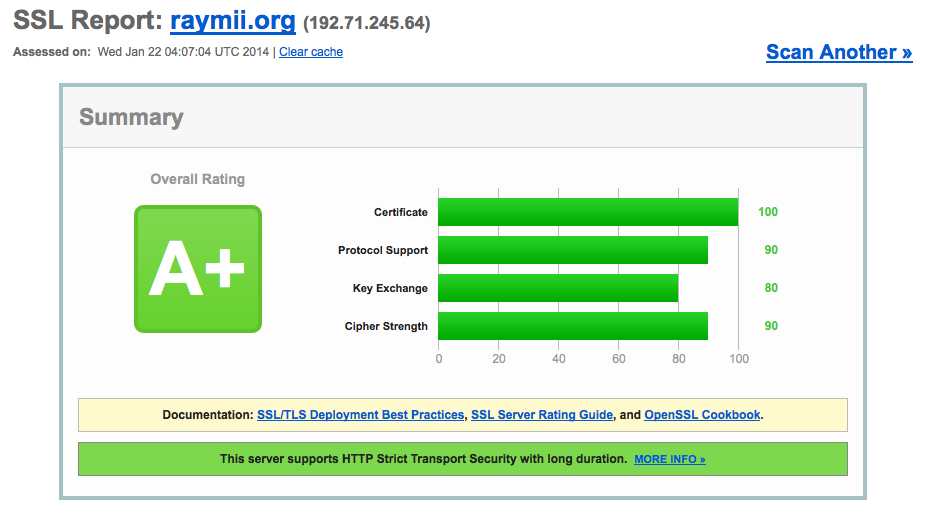 SSL Report: raymii.org (192.71.245.64)
Assessed on: Wed Jan 22 04:07:04 UTC 2014 | Clear cache
Scan Another »
Summary
Overall Rating
A+
Certificate 100
Protocol Support 90
Key Exchange 80
Cipher Strength 90
0 20 40 60 80 100
Documentation: SSL/TLS Deployment Best Practices, SSL Server Rating Guide, and OpenSSL Cookbook.
This server supports HTTP Strict Transport Security with long duration. MORE INFO »